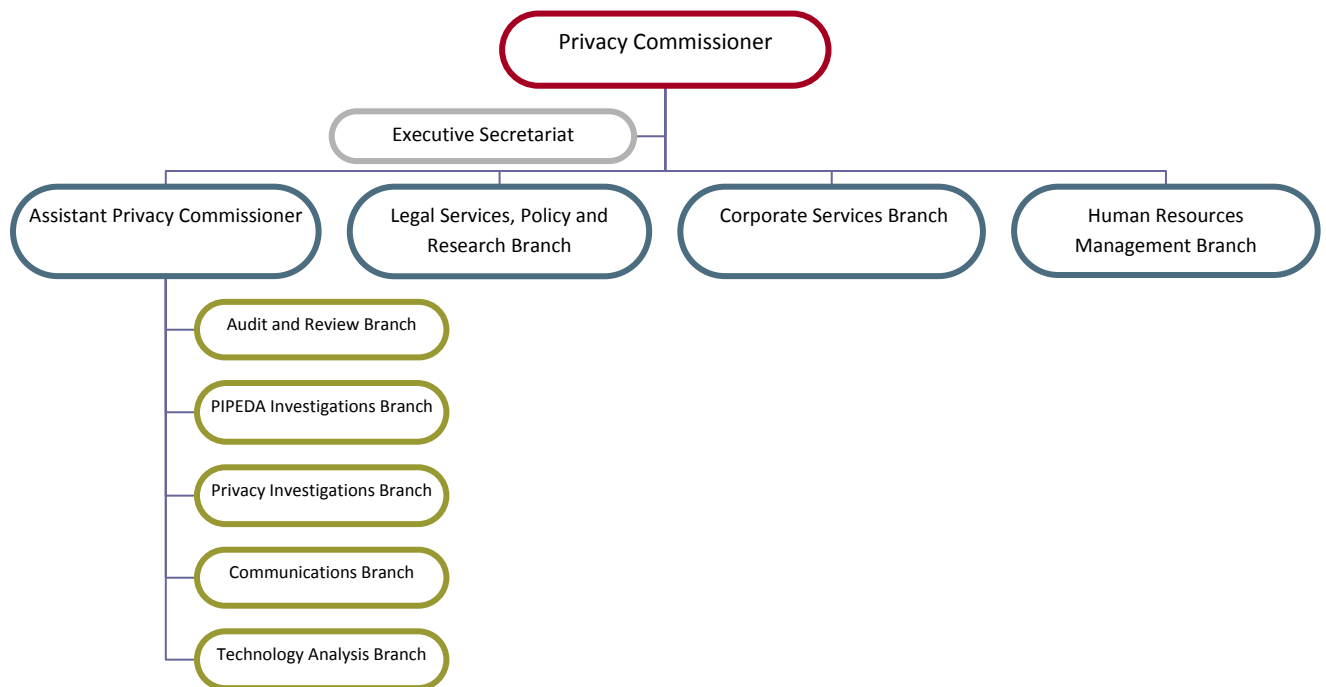 Privacy Commissioner
Executive Secretariat
Assistant Privacy Commissioner
Legal Services, Policy and
Research Branch
Corporate Services Branch
Human Resources
Management Branch
Audit and Review Branch
PIPEDA Investigations Branch
Privacy Investigations Branch
Communications Branch
Technology Analysis Branch